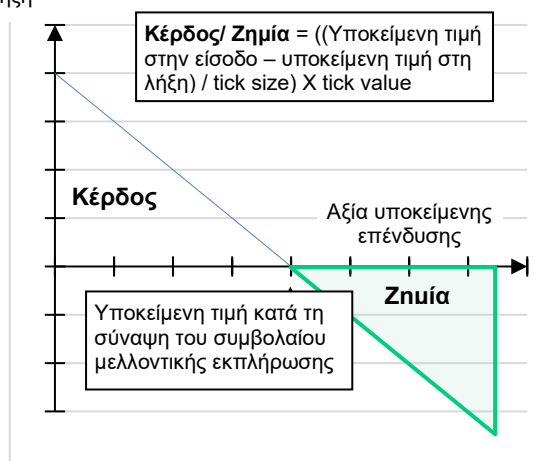 Κέρδος/ Ζημία = ((Υποκείμενη τιμή
στην είσοδο – υποκείμενη τιμή στη
λήξη) / tick size) X tick value
Κέρδος
Αξία υποκείμενης
επένδυσης
Ζημία
Υποκείμενη τιμή κατά τη
σύναψη του συμβολαίου
μελλοντικής εκπλήρωσης